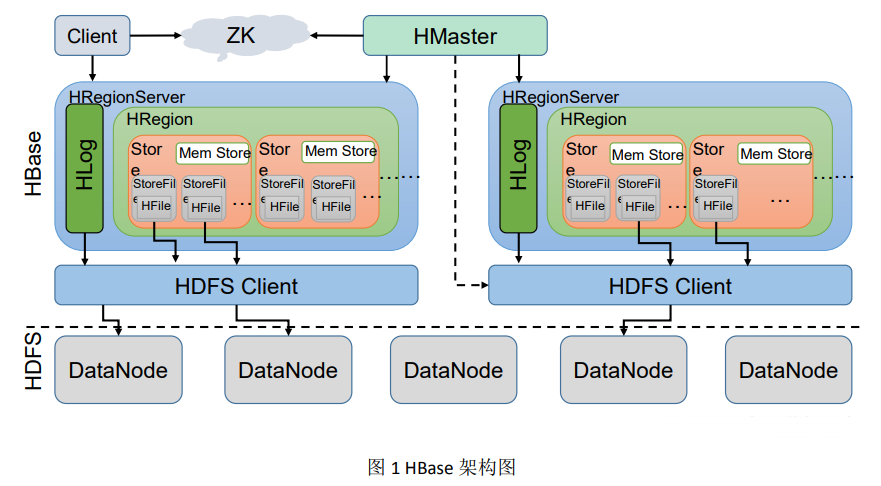 Client
ZK
HMaster
HBase
HRegionServer
HLog
HRegion
Stor
e
Mem Store
StoreFil
e
HFile
StoreFil
e
HFile
...
Stor
e
Mem Store
StoreFil
e
HFile
StoreFil
e
HFile
...
......
HRegionServer
HLog
HRegion
Stor
e
Mem Store
StoreFil
e
HFile
StoreFil
e
HFile
...
Stor
e
Mem Store
StoreFil
e
HFile
...
......
HDFS Client
HDFS Client
HDFS
DataNode
DataNode
DataNode
DataNode
DataNode
图 1 HBase 架构图